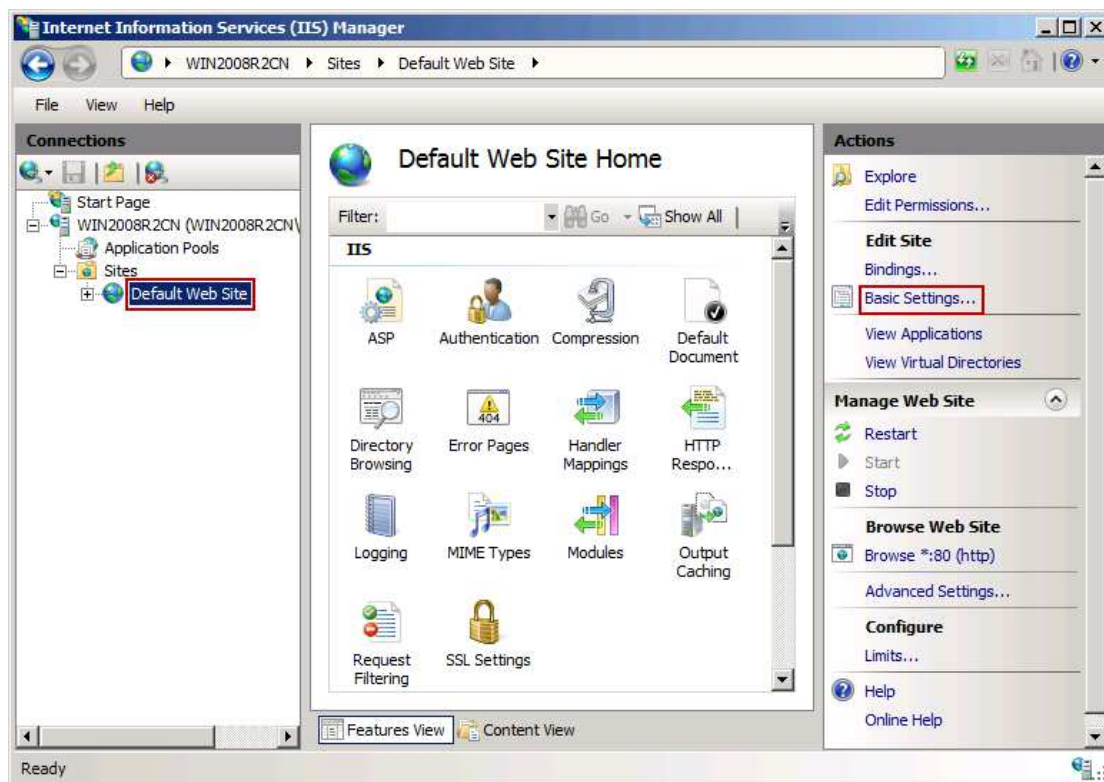 Internet Information Services (IIS) Manager
WIN2008R2CN Sites Default Web Site
File View Help
Connections
Start Page
WIN2008R2CN (WIN2008R2CN\
Application Pools
Sites
Default Web Site
Default Web Site Home
Filter: Go Show All
IIS
ASP Authentication Compression Default
Document
Directory Error Pages Handler HTTP
Browsing Mappings Respo...
404
Logging MIME Types Modules Output
Caching
Request SSL Settings
Filtering
Features View Content View
Actions
Explore
Edit Permissions...
Edit Site
Bindings...
Basic Settings...
View Applications
View Virtual Directories
Manage Web Site
Restart
Start
Stop
Browse Web Site
Browse *:80 (http)
Advanced Settings...
Configure
Limits...
Help
Online Help
Ready